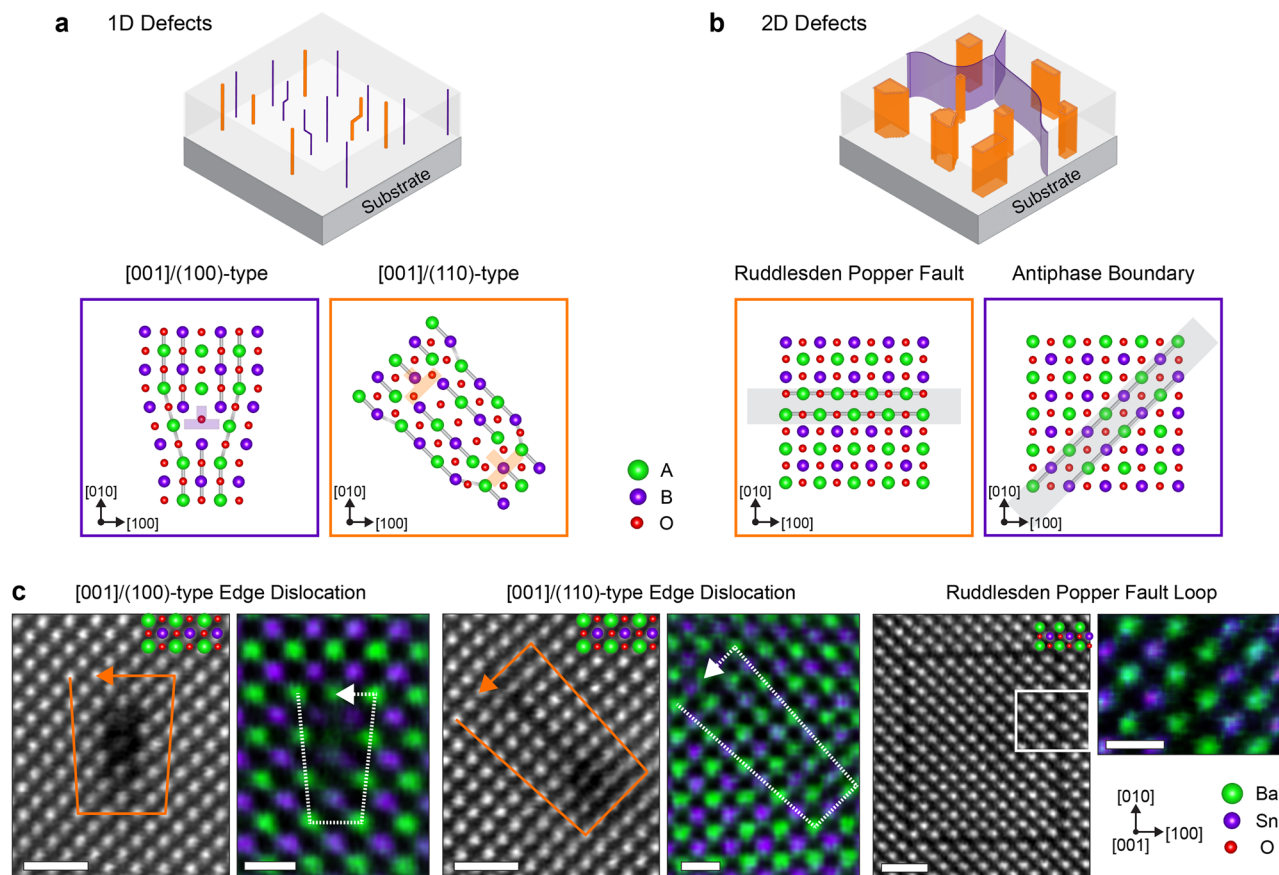 a 1D Defects
b 2D Defects
Substrate
Substrate
[001]/(100)-type
[001]/(110)-type
Ruddlesden Popper Fault
Antiphase Boundary
A
B
O
[010]
[100]
[010]
[100]
[010]
[100]
[010]
[100]
c [001]/(100)-type Edge Dislocation
[001]/(110)-type Edge Dislocation
Ruddlesden Popper Fault Loop
[010]
[001]
[100]
Ba
Sn
O